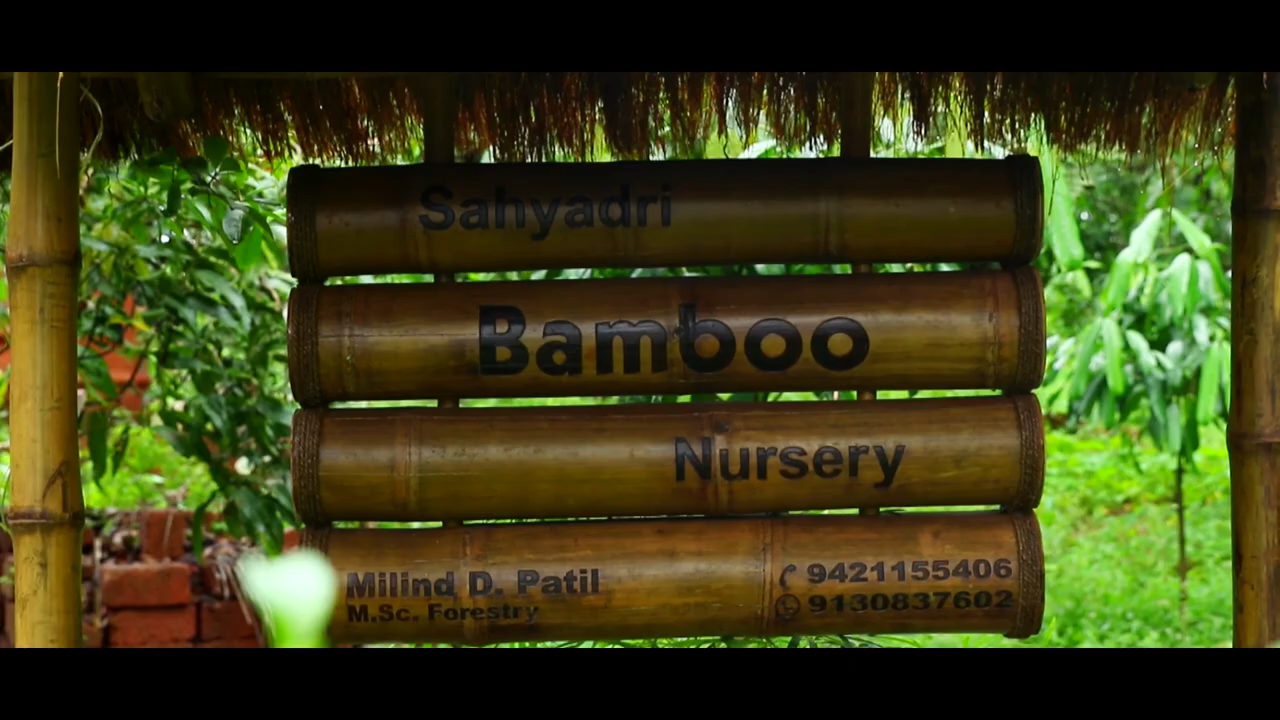 Sahyadri
Bamboo
Nursery
Milind D. Patil
M.Sc. Forestry
9421155406
9130837602